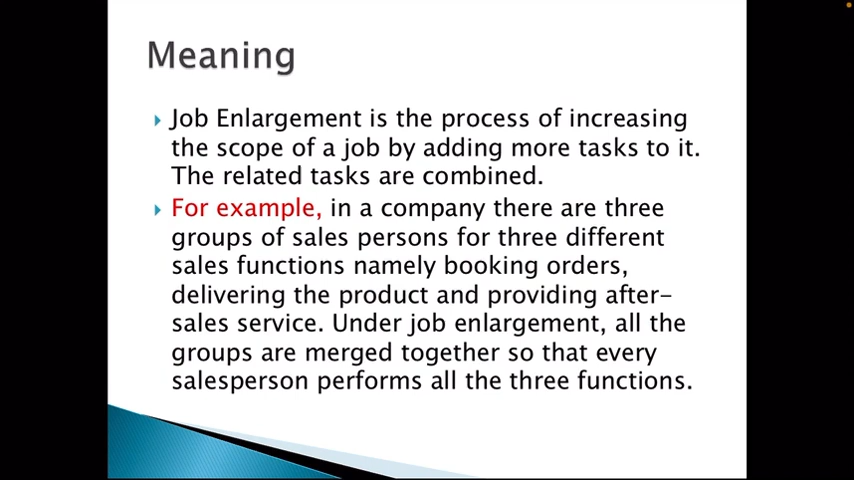 Meaning
Job Enlargement is the process of increasing
the scope of a job by adding more tasks to it.
The related tasks are combined.
For example, in a company there are three
groups of sales persons for three different
sales functions namely booking orders,
delivering the product and providing after-
sales service. Under job enlargement, all the
groups are merged together so that every
salesperson performs all the three functions.